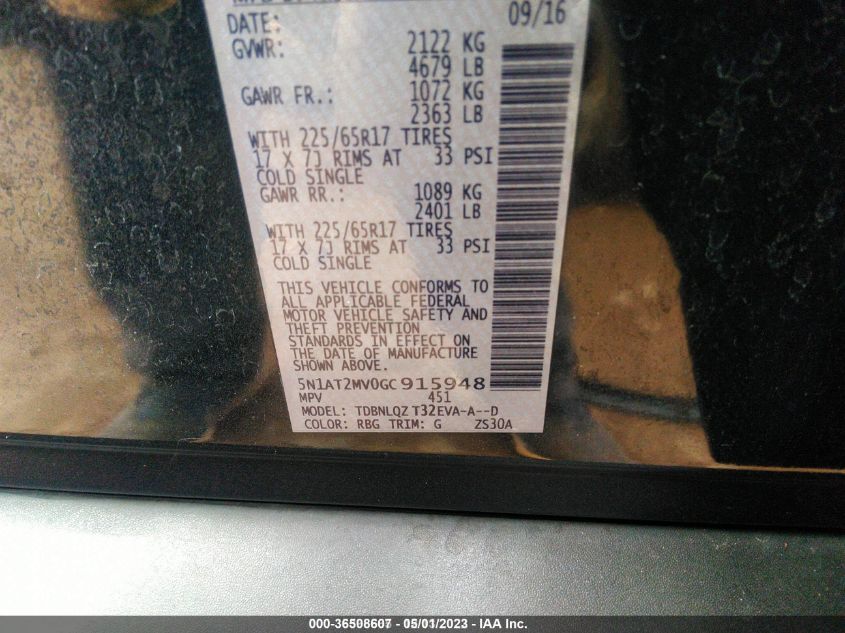 DATE: 09/16
GVWR: 2122 KG
4679 LB
GAWR FR.: 1072 KG
2363 LB
WITH 225/65R17 TIRES
17 X 7J RIMS AT 33 PSI
COLD SINGLE
GAWR RR.: 1089 KG
2401 LB
WITH 225/65R17 TIRES
17 X 7J RIMS AT 33 PSI
COLD SINGLE
THIS VEHICLE CONFORMS TO
ALL APPLICABLE FEDERAL
MOTOR VEHICLE SAFETY AND
THEFT PREVENTION
STANDARDS IN EFFECT ON
THE DATE OF MANUFACTURE
SHOWN ABOVE.
5N1AT2MV0GC915948
MPV 451
MODEL: TDBNLQZ T32EVA-A--D
COLOR: RBG TRIM: G ZS30A
000-36508607 - 05/01/2023 - IAA Inc.